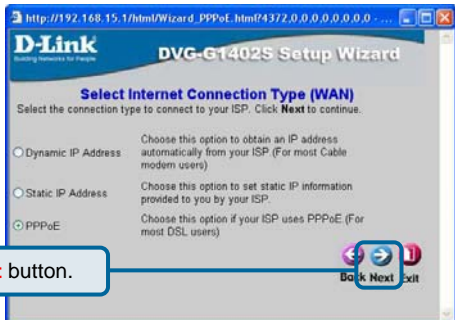 http://192.168.15.1/html/Wizard_PPPoE.html?4372,0,0,0,0,0,0,0,0 - ...
D-Link
Building Networks for People
DVG-G1402S Setup Wizard
Select Internet Connection Type (WAN)
Select the connection type to connect to your ISP. Click Next to continue.
Dynamic IP Address
Choose this option to obtain an IP address automatically from your ISP (For most Cable modem users)
Static IP Address
Choose this option to set static IP information provided to you by your ISP.
PPPoE
Choose this option if your ISP uses PPPoE (For most DSL users)
button.
Back Next Exit